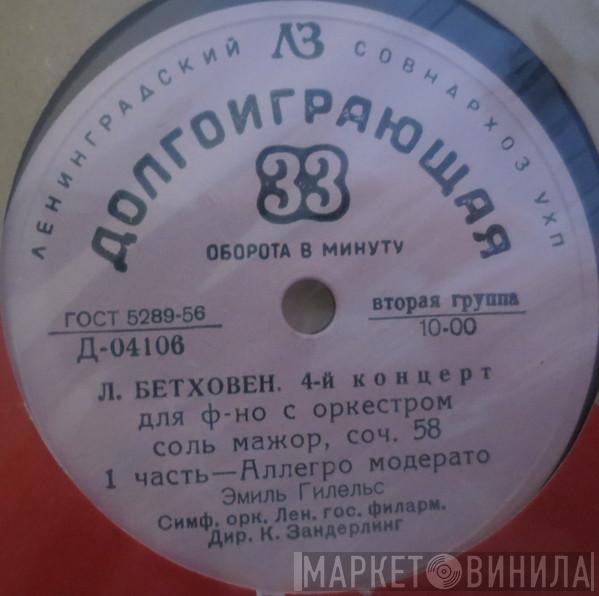 ЛЕНИНГРАДСКИЙ ЛЗ СОВНАРХОЗ УХП
ДОЛГОИГРАЮЩАЯ
33
ОБОРОТА В МИНУТУ
ГОСТ 5289-56
Д-04106
вторая группа
10-00
Л. БЕТХОВЕН. 4-й концерт
для ф-но с оркестром
соль мажор, соч. 58
1 часть—Аллегро модерато
Эмиль Гилельс
Симф. орк. Лен. гос. филарм.
Дир. К. Зандерлинг
МАРКЕТ ВИНИЛА